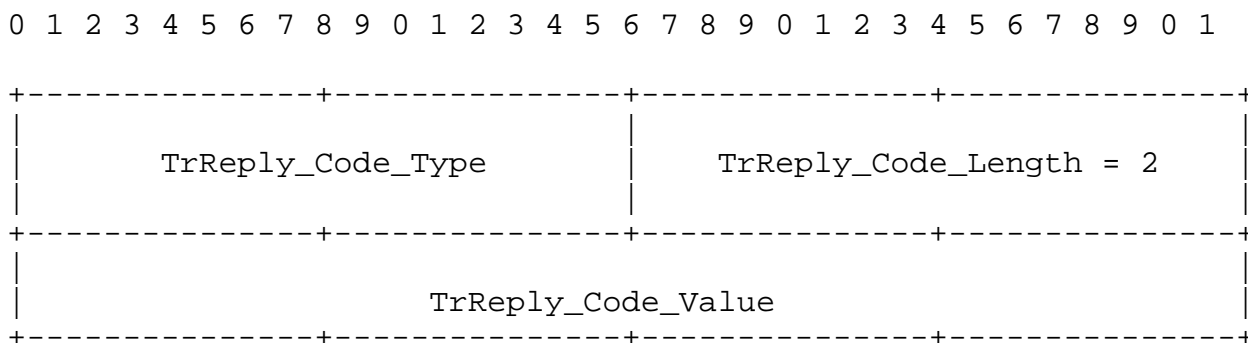 0 1 2 3 4 5 6 7 8 9 0 1 2 3 4 5 6 7 8 9 0 1 2 3 4 5 6 7 8 9 0 1
+---------------+---------------+---------------+---------------+
| | |
| TrReply_Code_Type | TrReply_Code_Length = 2 |
| | |
+---------------+---------------+---------------+---------------+
| |
| TrReply_Code_Value |
+---------------+---------------+---------------+---------------+